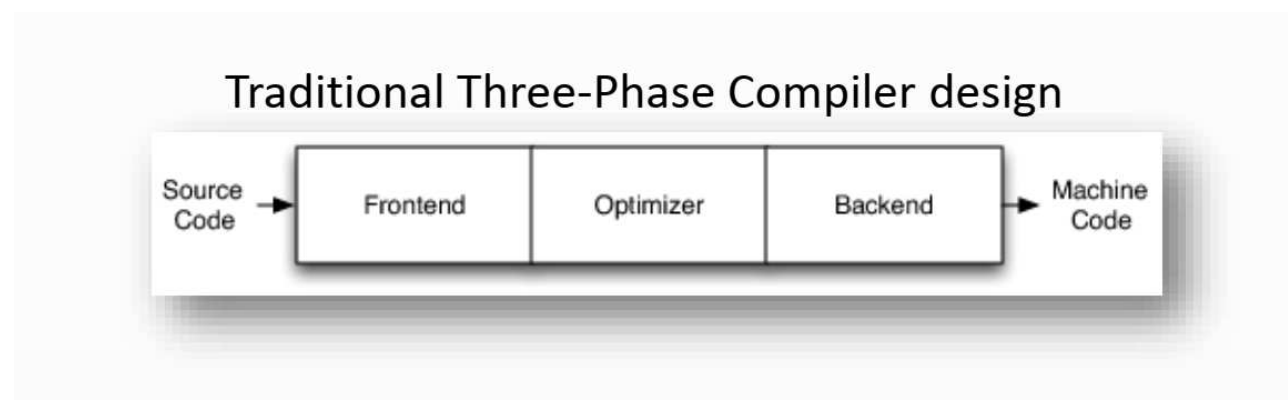 Traditional Three-Phase Compiler design
Source
Code
Frontend
Optimizer
Backend
Machine
Code